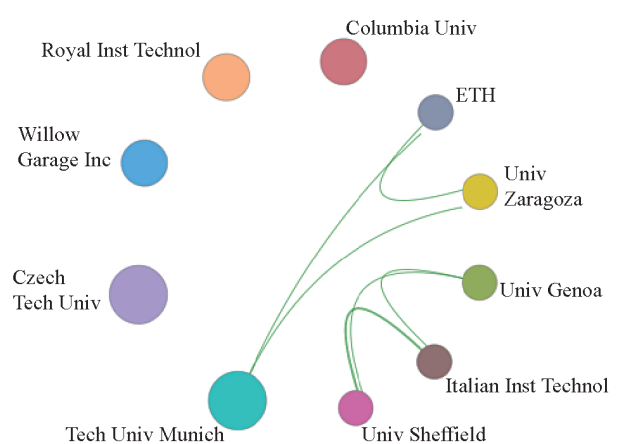 Columbia Univ
Royal Inst Technol
ETH
Willow
Garage Inc
Univ
Zaragoza
Czech
Tech Univ
Univ Genoa
Italian Inst Technol
Tech Univ Munich
Univ Sheffield